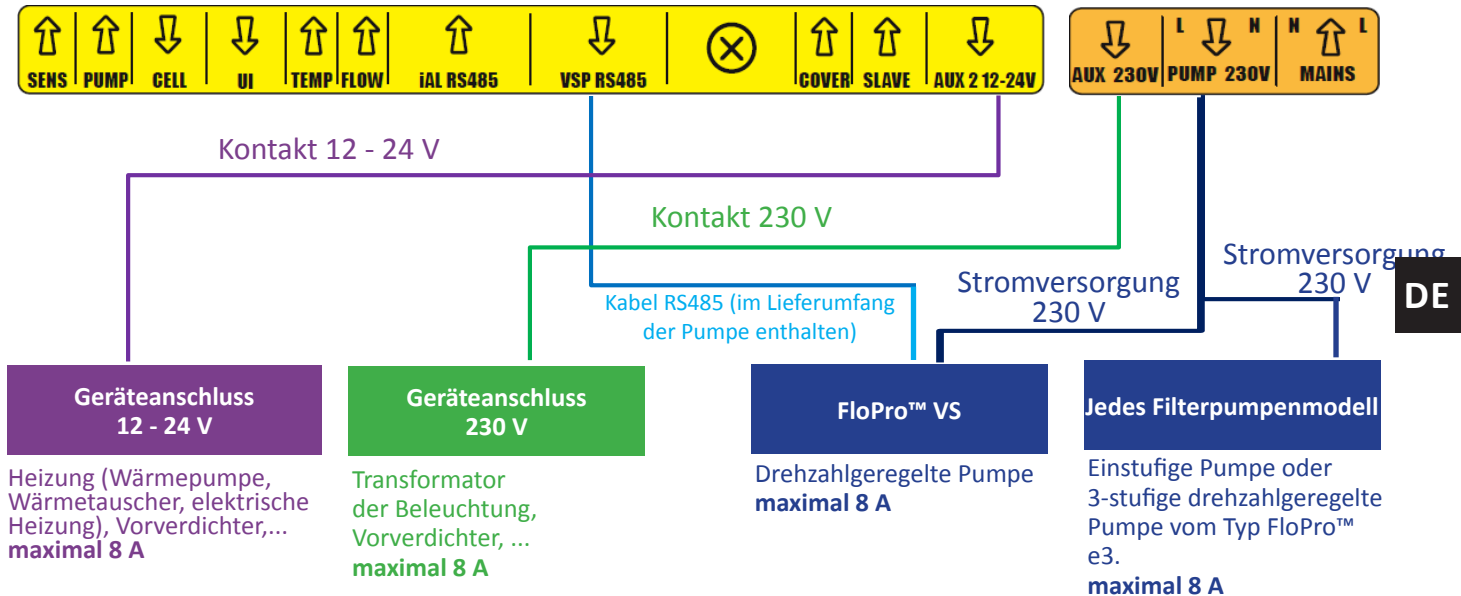 SENS PUMP CELL UI TEMP FLOW iAL RS485 VSP RS485 COVER SLAVE AUX 2 12-24V
L N N L
AUX 230V PUMP 230V MAINS
Kontakt 12 - 24 V
Kontakt 230 V
Kabel RS485 (im Lieferumfang
der Pumpe enthalten)
Stromversorgung
230 V
Stromversorgung
230 V
DE
Geräteanschluss
12 - 24 V
Heizung (Wärmepumpe,
Wärmetauscher, elektrische
Heizung), Vorverdichter,...
maximal 8 A
Geräteanschluss
230 V
Transformator
der Beleuchtung,
Vorverdichter, ...
maximal 8 A
FloPro™ VS
Drehzahlgeregelte Pumpe
maximal 8 A
Jedes Filterpumpenmodell
Einstufige Pumpe oder
3-stufige drehzahlgeregelte
Pumpe vom Typ FloPro™
e3.
maximal 8 A